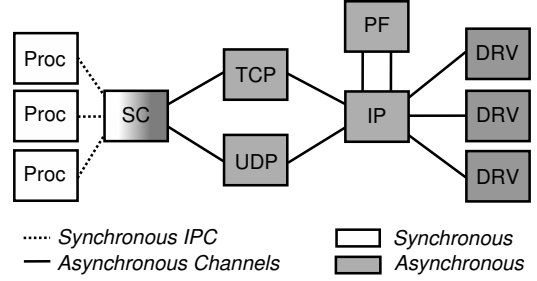 PF
Proc
DRV
TCP
Proc
SC
IP
DRV
UDP
Proc
DRV
Synchronous IPC
Synchronous
Asynchronous Channels
Asynchronous